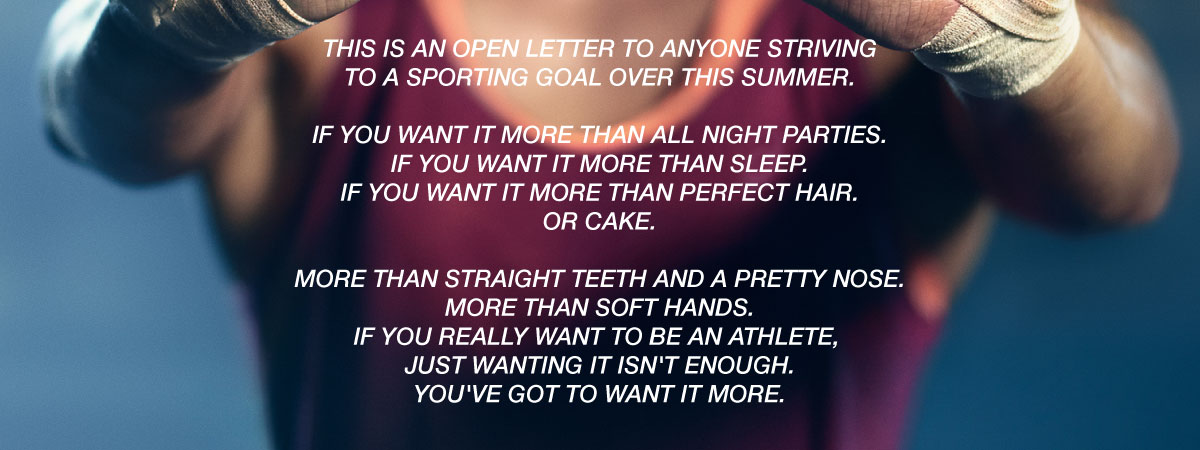 THIS IS AN OPEN LETTER TO ANYONE STRIVING
TO A SPORTING GOAL OVER THIS SUMMER.
IF YOU WANT IT MORE THAN ALL NIGHT PARTIES.
IF YOU WANT IT MORE THAN SLEEP.
IF YOU WANT IT MORE THAN PERFECT HAIR.
OR CAKE.
MORE THAN STRAIGHT TEETH AND A PRETTY NOSE.
MORE THAN SOFT HANDS.
IF YOU REALLY WANT TO BE AN ATHLETE,
JUST WANTING IT ISN'T ENOUGH.
YOU'VE GOT TO WANT IT MORE.